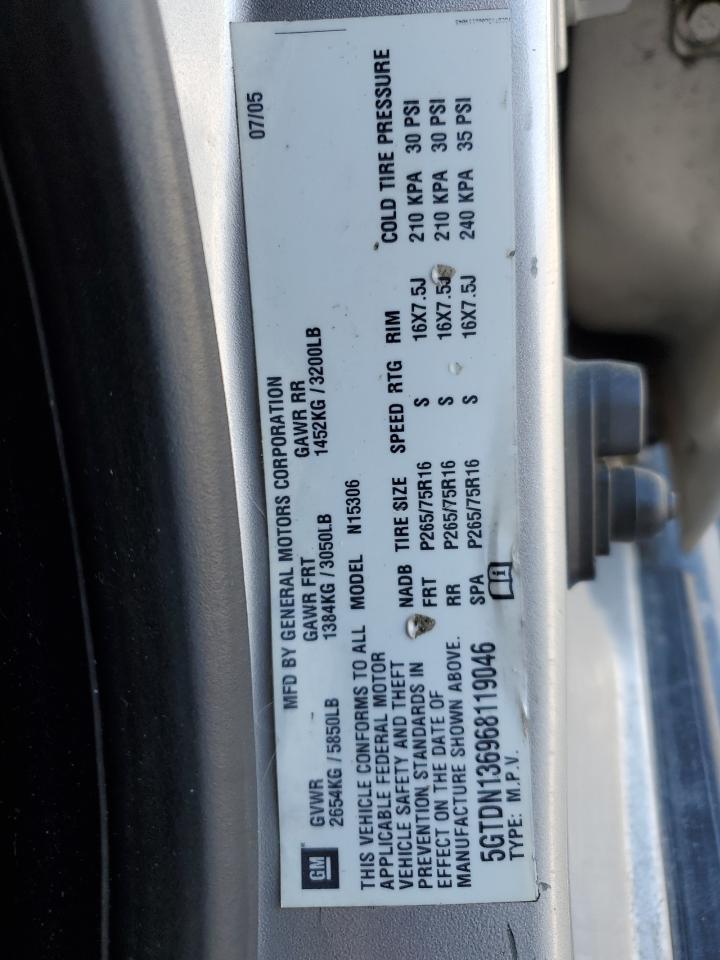 07/05
MFD BY GENERAL MOTORS CORPORATION
GVWR GAWR FRT GAWR RR
2654KG / 5850LB 1384KG / 3050LB 1452KG / 3200LB
GM
THIS VEHICLE CONFORMS TO ALL
APPLICABLE FEDERAL MOTOR
VEHICLE SAFETY AND THEFT
PREVENTION STANDARDS IN
EFFECT ON THE DATE OF
MANUFACTURE SHOWN ABOVE.
MODEL N15306
NADB TIRE SIZE SPEED RTG RIM COLD TIRE PRESSURE
FRT P265/75R16 S 16X7.5J 210 KPA 30 PSI
RR P265/75R16 S 16X7.5J 210 KPA 30 PSI
SPA P265/75R16 S 16X7.5J 240 KPA 35 PSI
5GTDN136968119046
TYPE: M.P.V.